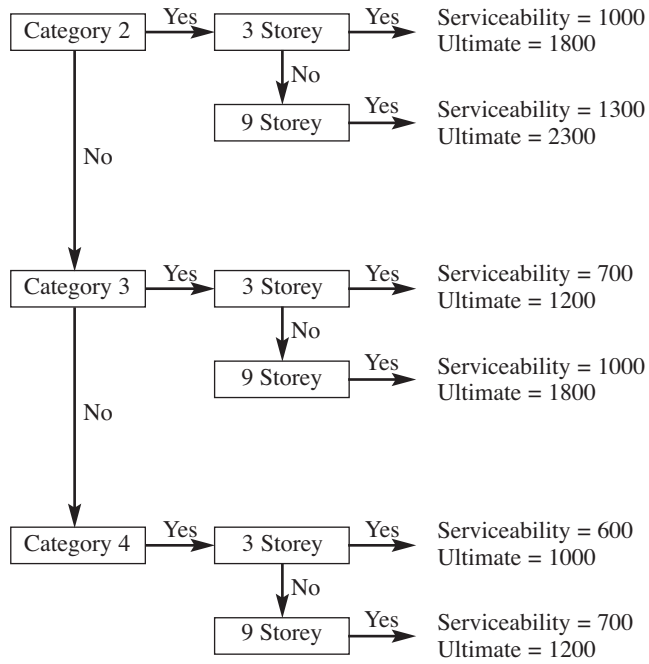 Category 2 Yes 3 Storey Yes Serviceability = 1000
Ultimate = 1800
No
9 Storey Yes Serviceability = 1300
Ultimate = 2300
No
Category 3 Yes 3 Storey Yes Serviceability = 700
Ultimate = 1200
No
9 Storey Yes Serviceability = 1000
Ultimate = 1800
No
Category 4 Yes 3 Storey Yes Serviceability = 600
Ultimate = 1000
No
9 Storey Yes Serviceability = 700
Ultimate = 1200